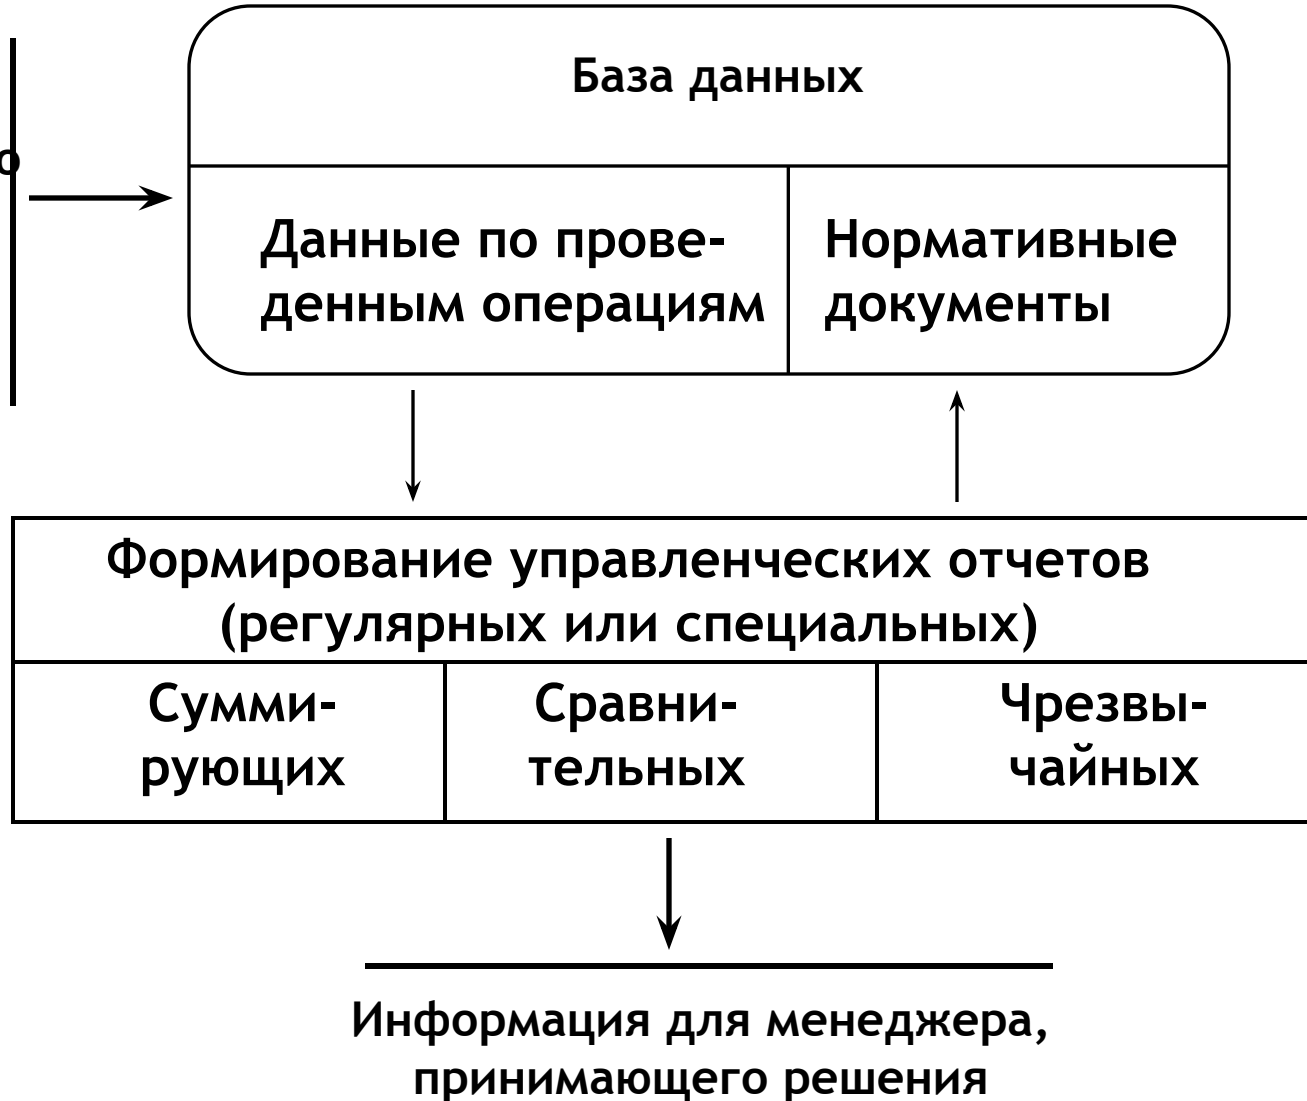 База данных
Данные по прове-
денным операциям
Нормативные
документы
Формирование управленческих отчетов
(регулярных или специальных)
Сумми-
рующих
Сравни-
тельных
Чрезвы-
чайных
Информация для менеджера,
принимающего решения